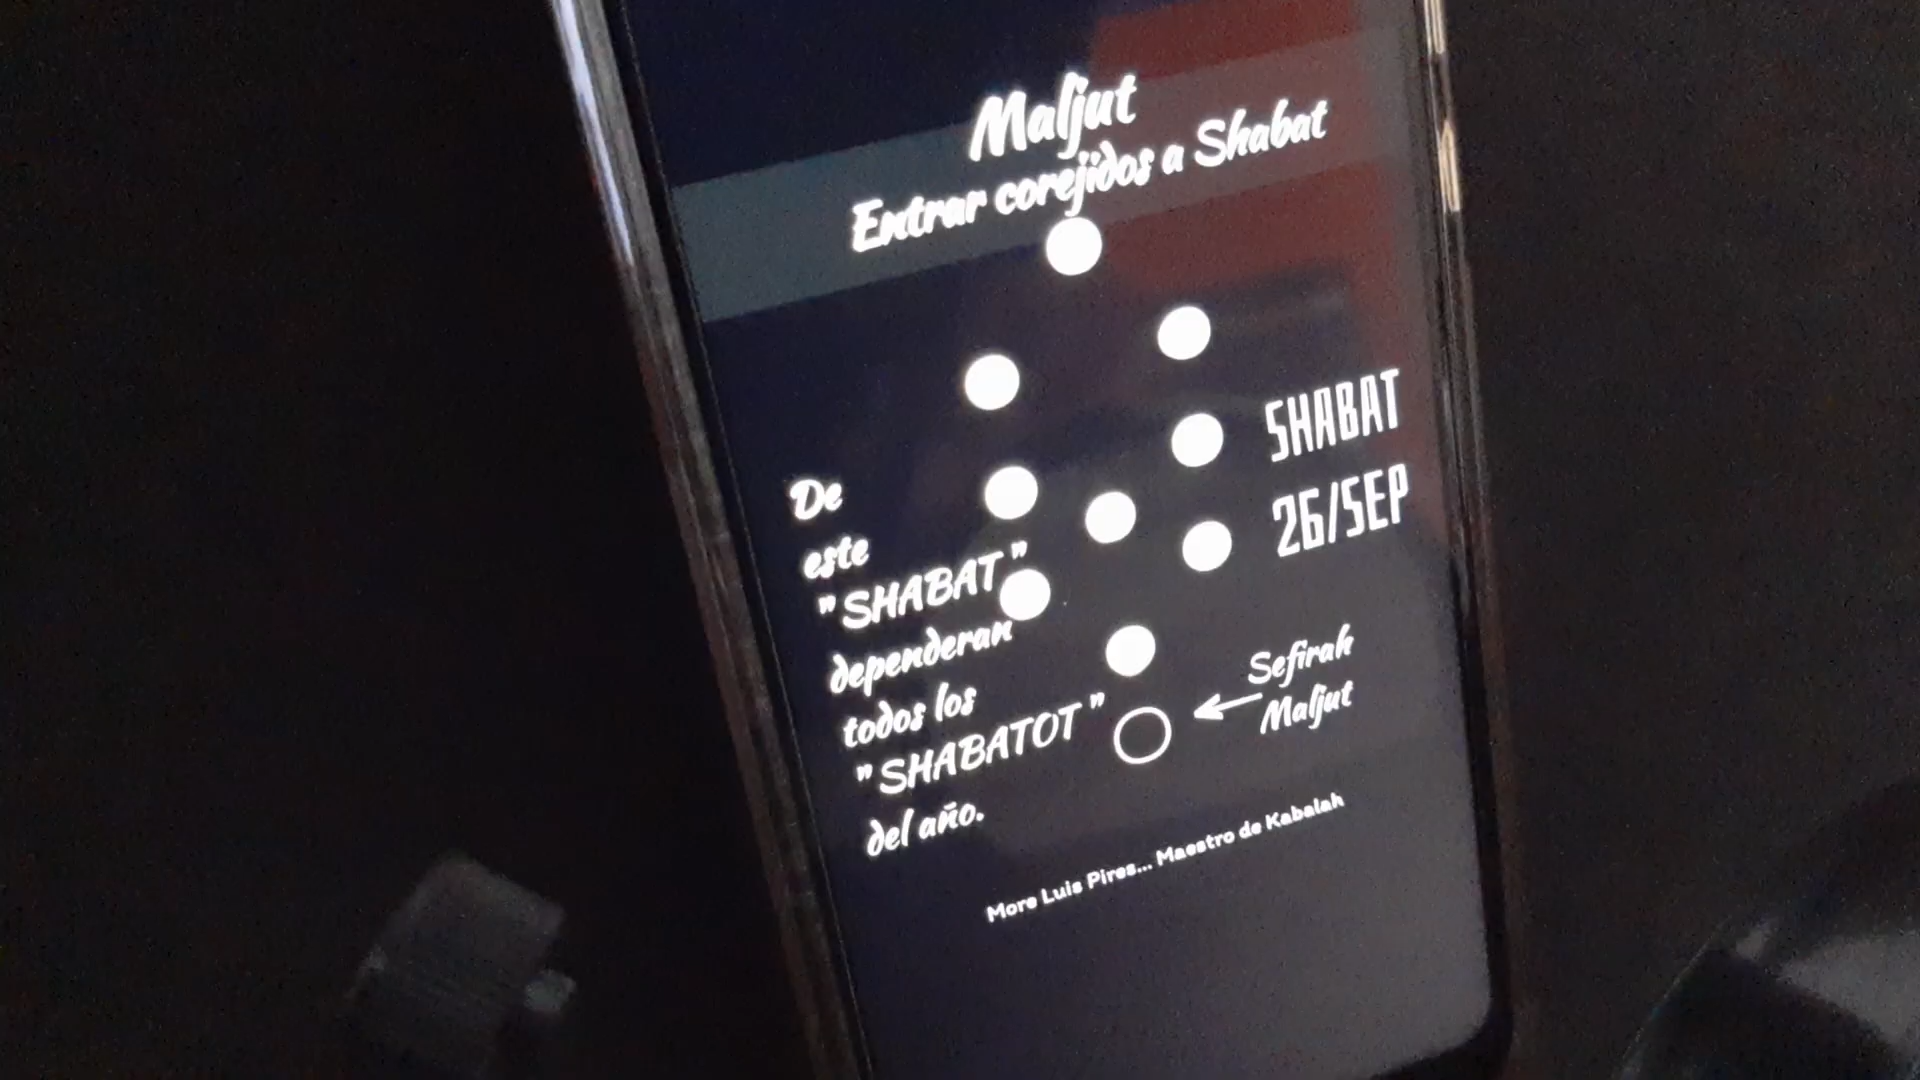 Maljut
Entrar corejidos a Shabat
SHABAT
26/SEP
De
este
"SHABAT"
dependeran
todos los
"SHABATOT"
del año.
Sefirah
Maljut
More Luis Pires... Maestro de Kabalah